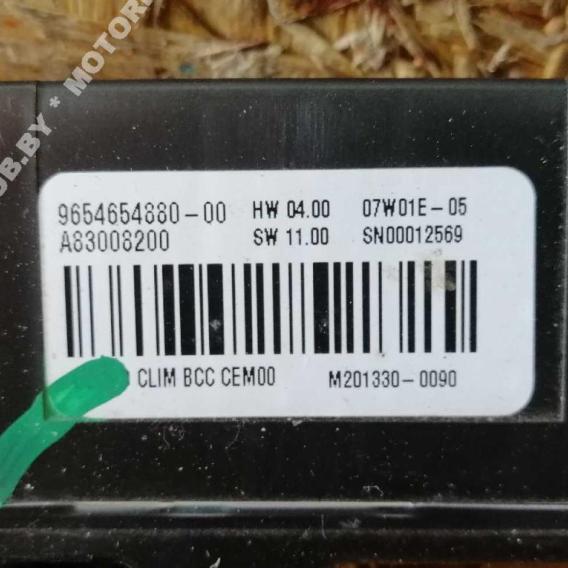 9654654880-00 HW 04.00 07W01E-05
A83008200 SW 11.00 SN00012569
CLIM BCC CEM00 M201330-0090
OB.BY * MOTOR